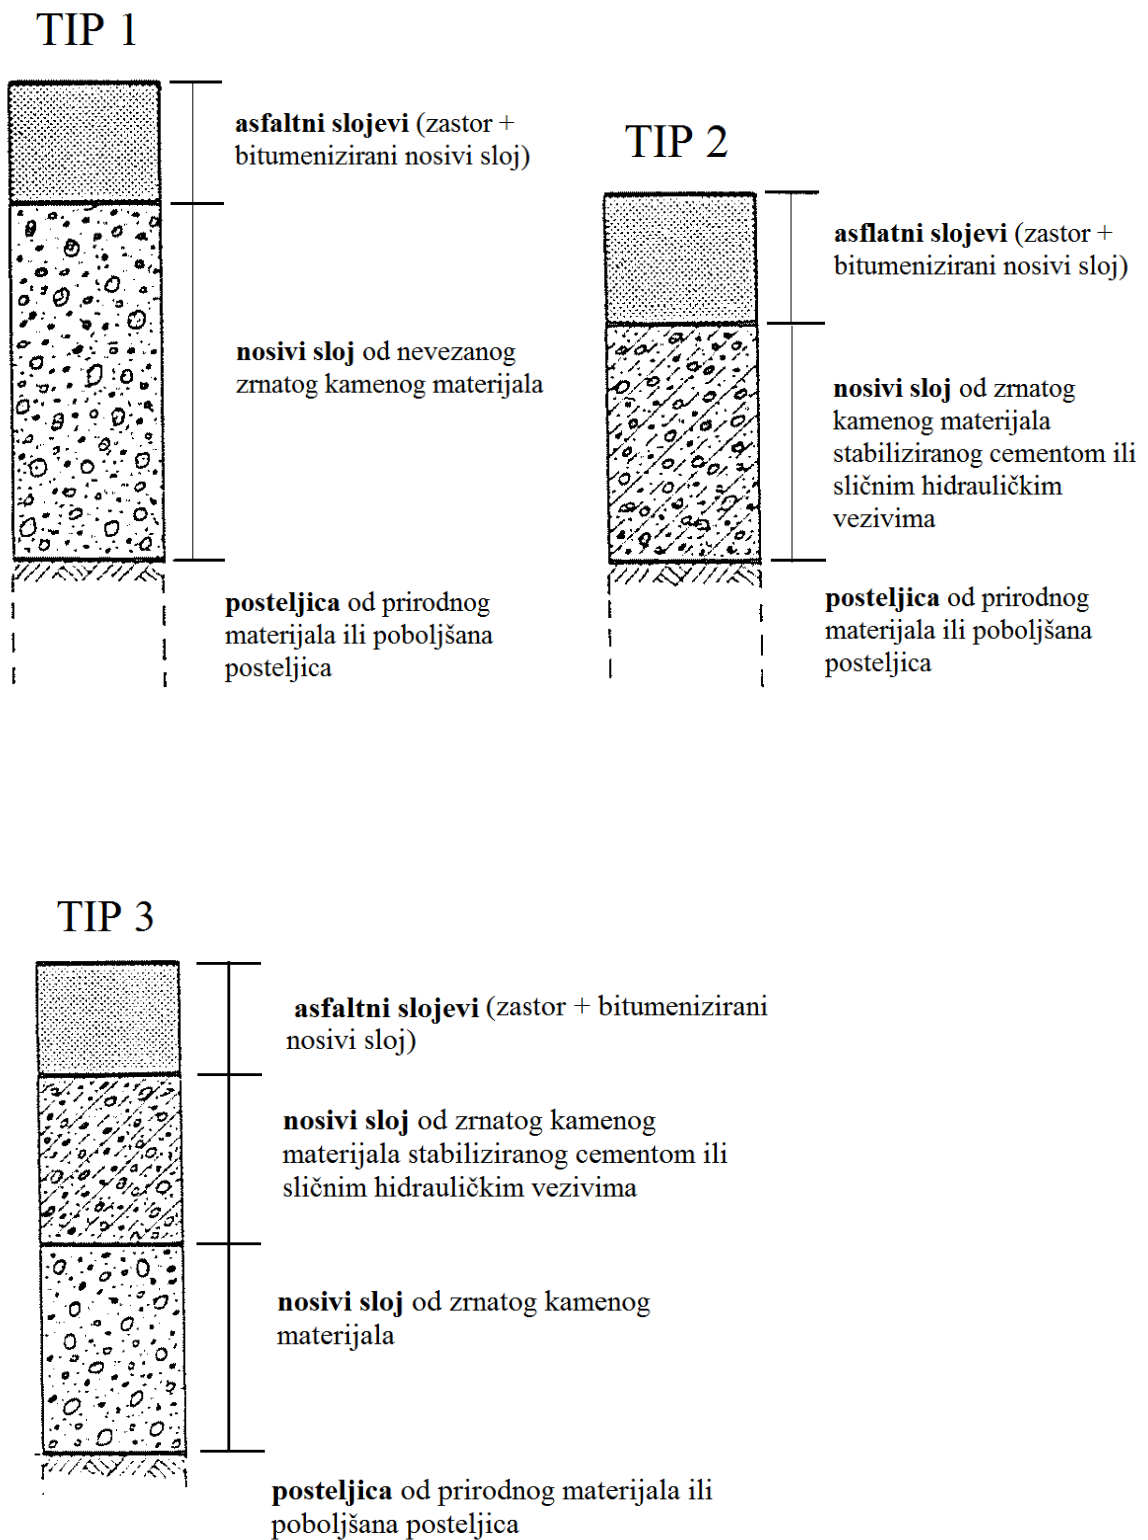 TIP 1
asfaltni slojevi (zastor +
bitumenizirani nosivi sloj)
nosivi sloj od nevezanog
zrnatog kamenog materijala
posteljica od prirodnog
materijala ili poboljšana
posteljica
TIP 2
asflatni slojevi (zastor +
bitumenizirani nosivi sloj)
nosivi sloj od zrnatog
kamenog materijala
stabiliziranog cementom ili
sličnim hidrauličkim
vezivima
posteljica od prirodnog
materijala ili poboljšana
posteljica
TIP 3
asfaltni slojevi (zastor + bitumenizirani
nosivi sloj)
nosivi sloj od zrnatog kamenog
materijala stabiliziranog cementom ili
sličnim hidrauličkim vezivima
nosivi sloj od zrnatog kamenog
materijala
posteljica od prirodnog materijala ili
poboljšana posteljica